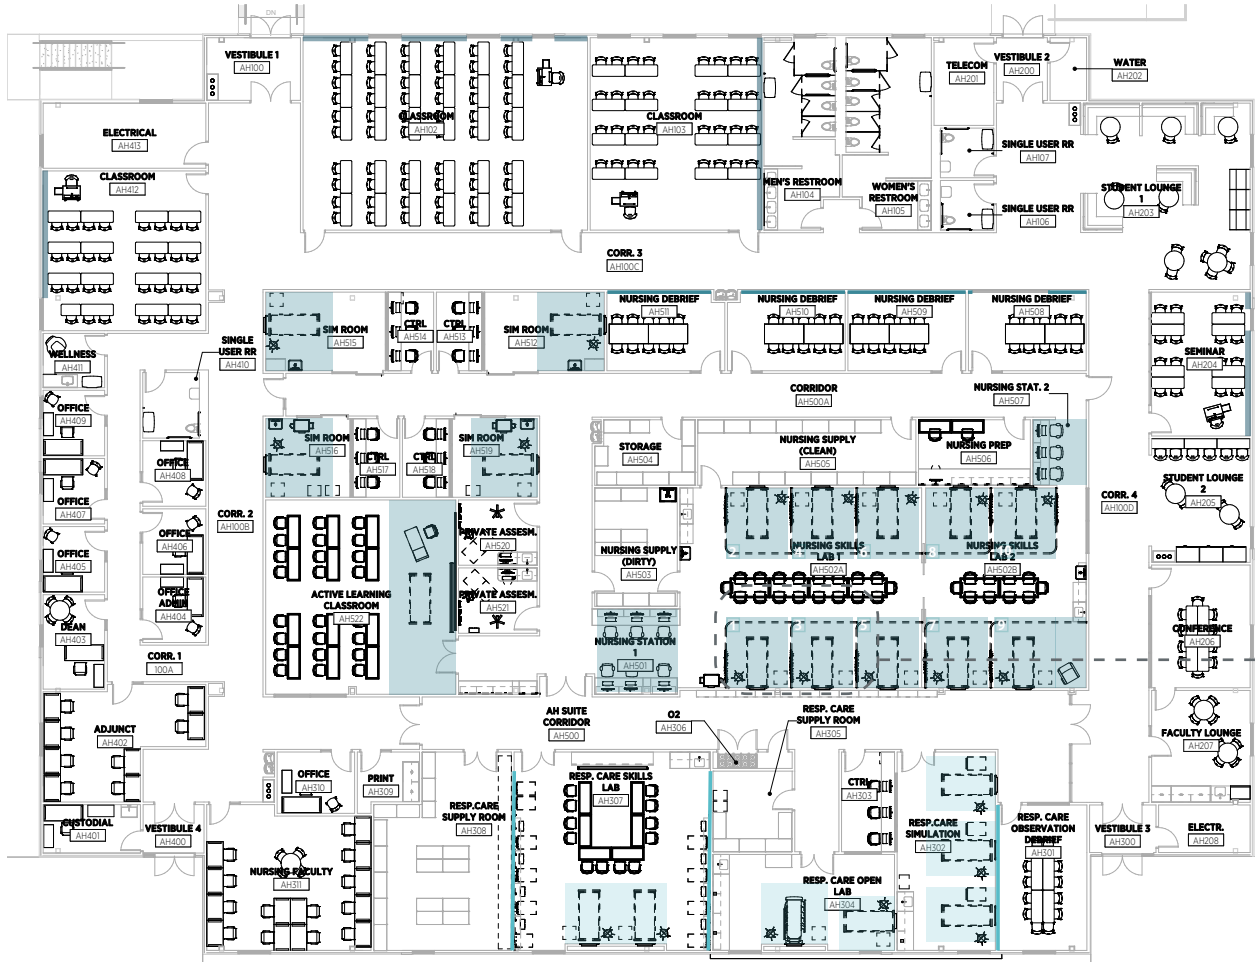 DN
VESTIBULE 1
AH100
CLASSROOM
AH102
CLASSROOM
AH103
TELECOM
AH201
VESTIBULE 2
AH200
WATER
AH202
ELECTRICAL
AH413
CLASSROOM
AH412
SINGLE USER RR
AH107
MEN'S RESTROOM
AH104
WOMEN'S
RESTROOM
AH105
SINGLE USER RR
AH106
STUDENT LOUNGE
1
AH203
CORR. 3
AH100C
NURSING DEBRIEF
AH511
NURSING DEBRIEF
AH510
NURSING DEBRIEF
AH509
NURSING DEBRIEF
AH508
SIM ROOM
AH515
CTRL
AH514
CTRL
AH513
SIM ROOM
AH512
SINGLE
USER RR
AH410
WELLNESS
AH411
SEMINAR
AH204
CORRIDOR
AH500A
NURSING STAT. 2
AH507
OFFICE
AH409
SIM ROOM
AH516
CTRL
AH517
CTRL
AH518
SIM ROOM
AH519
STORAGE
AH504
NURSING SUPPLY
(CLEAN)
AH505
NURSING PREP
AH506
OFFICE
AH408
OFFICE
AH407
STUDENT LOUNGE
2
AH205
CORR. 2
AH100B
CORR. 4
AH100D
PRIVATE ASSESM.
AH520
OFFICE
AH406
OFFICE
AH405
NURSING SUPPLY
(DIRTY)
AH503
NURSING SKILLS
LAB 1
AH502A
NURSING SKILLS
LAB 2
AH502B
2
8
ACTIVE LEARNING
CLASSROOM
AH522
PRIVATE ASSESM.
AH521
OFFICE
ADMIN
AH404
DEAN
AH403
1
3
5
7
9
NURSING STATION
1
AH501
CONFERENCE
AH206
CORR. 1
100A
ADJUNCT
AH402
AH SUITE
CORRIDOR
AH500
O2
AH306
RESP. CARE
SUPPLY ROOM
AH305
FACULTY LOUNGE
AH207
OFFICE
AH310
PRINT
AH309
RESP. CARE SKILLS
LAB
AH307
CTRL
AH303
RESP.CARE
SUPPLY ROOM
AH308
RESP.CARE
SIMULATION
AH302
RESP. CARE
OBSERVATION
DEBRIEF
AH301
CUSTODIAL
AH401
VESTIBULE 4
AH400
VESTIBULE 3
AH300
ELECTR.
AH208
NURSING FACULTY
AH311
RESP. CARE OPEN
LAB
AH304